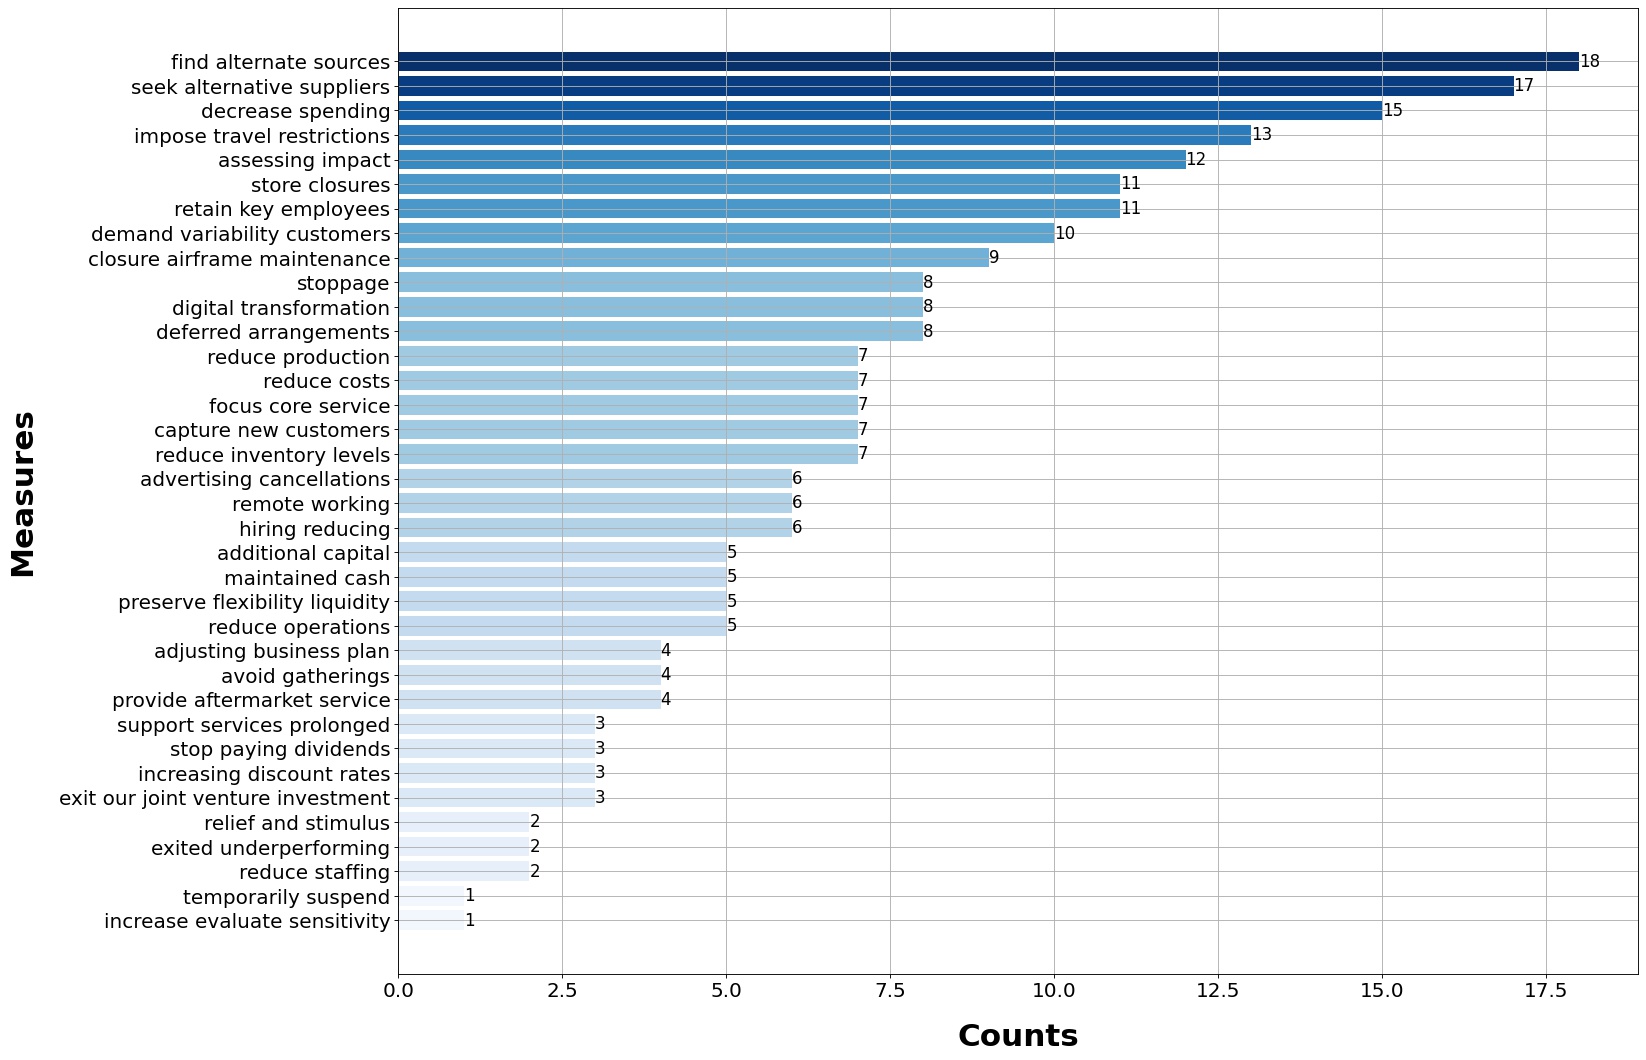 find alternate sources 18
seek alternative suppliers 17
decrease spending 15
impose travel restrictions 13
assessing impact 12
store closures 11
retain key employees 11
demand variability customers 10
closure airframe maintenance 9
stoppage 8
digital transformation 8
deferred arrangements 8
reduce production 7
reduce costs 7
focus core service 7
capture new customers 7
reduce inventory levels 7
advertising cancellations 6
remote working 6
hiring reducing 6
additional capital 5
maintained cash 5
preserve flexibility liquidity 5
reduce operations 5
adjusting business plan 4
avoid gatherings 4
provide aftermarket service 4
support services prolonged 3
stop paying dividends 3
increasing discount rates 3
exit our joint venture investment 3
relief and stimulus 2
exited underperforming 2
reduce staffing 2
temporarily suspend 1
increase evaluate sensitivity 1
Measures
0.0 2.5 5.0 7.5 10.0 12.5 15.0 17.5
Counts